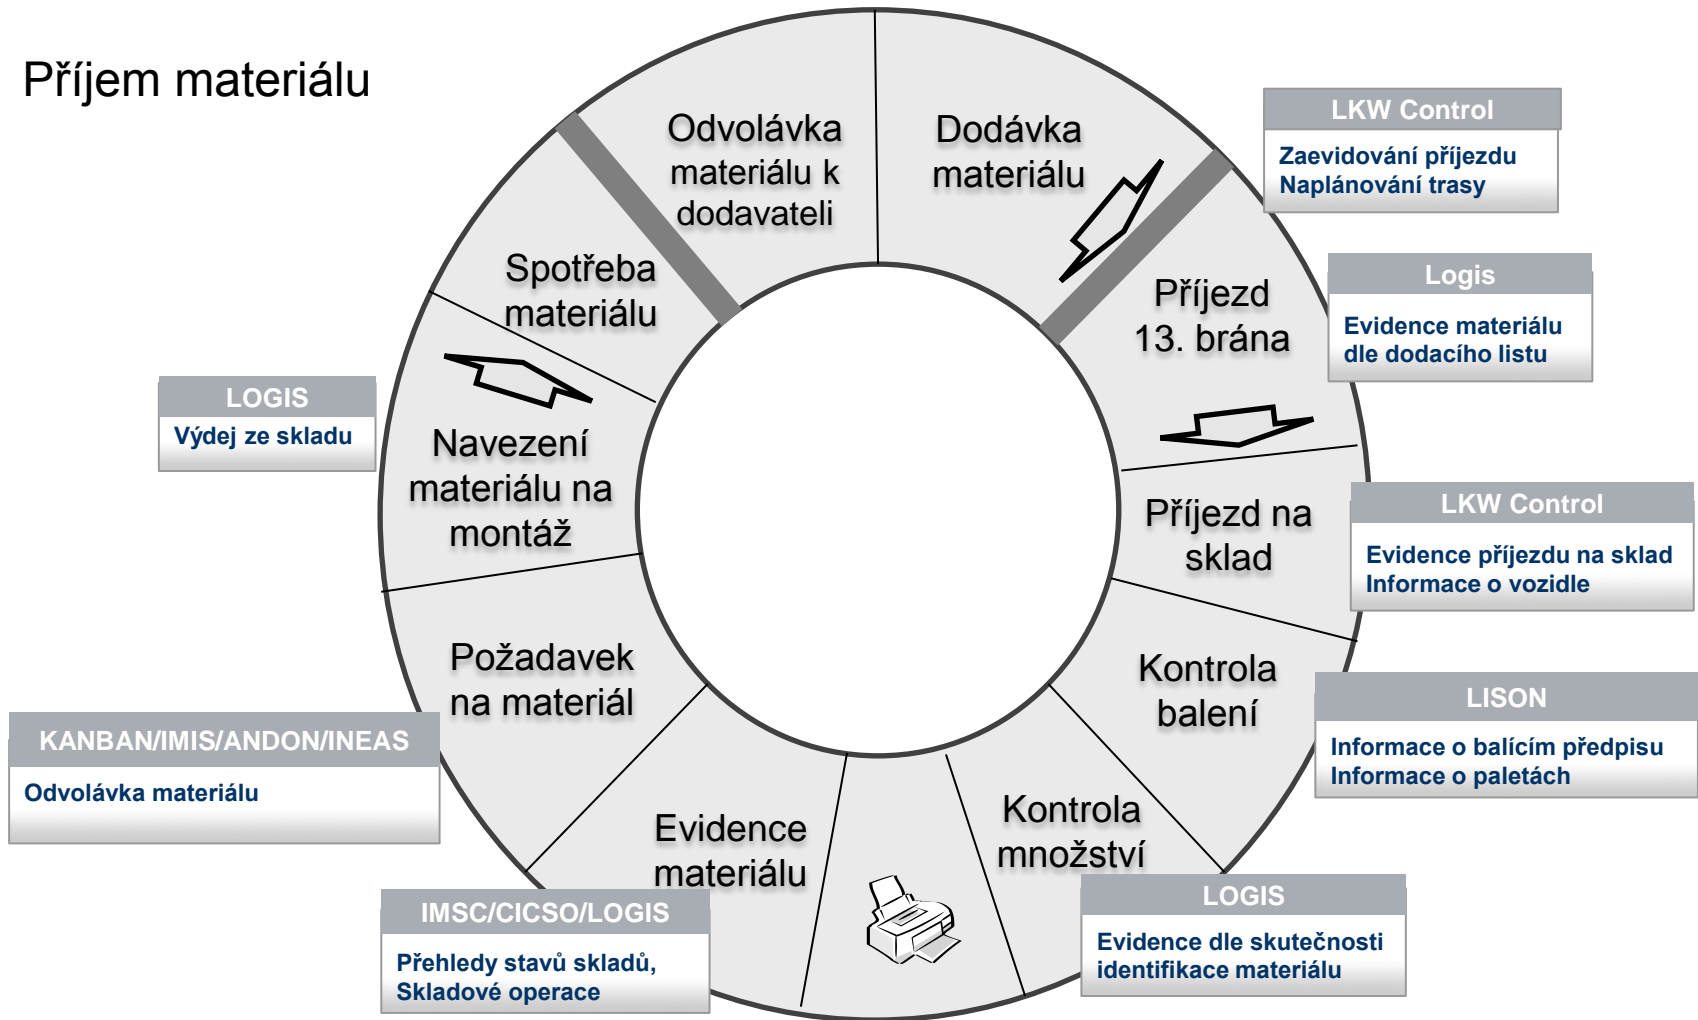 Příjem materiálu
Odvolávka
materiálu k
dodavateli
Dodávka
materiálu
LKW Control
Zaevidování příjezdu
Naplánování trasy
Příjezd
13. brána
Logis
Evidence materiálu
dle dodacího listu
Příjezd na
sklad
LKW Control
Evidence příjezdu na sklad
Informace o vozidle
Kontrola
balení
LISON
Informace o balícím předpisu
Informace o paletách
Kontrola
množství
LOGIS
Evidence dle skutečnosti
identifikace materiálu
Evidence
materiálu
IMSC/CICSO/LOGIS
Přehledy stavů skladů,
Skladové operace
Požadavek
na materiál
KANBAN/IMIS/ANDON/INEAS
Odvolávka materiálu
Navezení
materiálu na
montáž
LOGIS
Výdej ze skladu
Spotřeba
materiálu